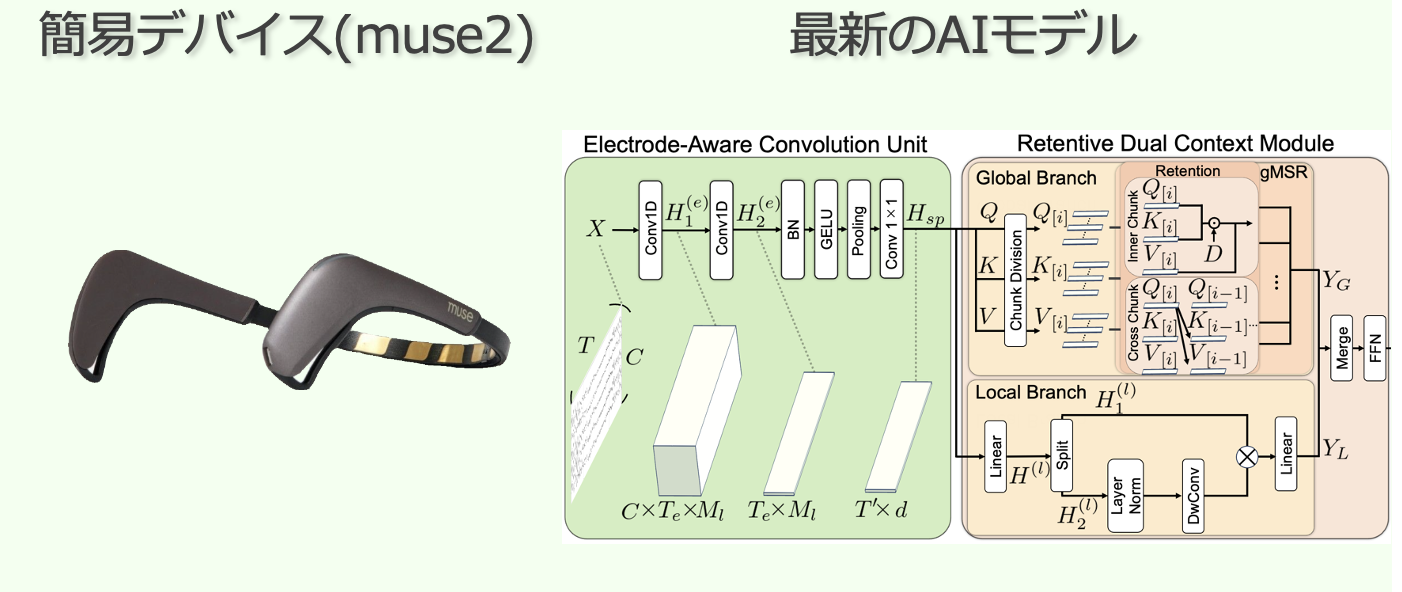 簡易デバイス(muse2)
最新のAIモデル
muse
Electrode-Aware Convolution Unit
X
Conv1D
H_1^{(e)}
Conv1D
H_2^{(e)}
BN
GELU
Pooling
Conv 1×1
H_{sp}
T
C
C×T_e×M_l
T_e×M_l
T'×d
Retentive Dual Context Module
Global Branch
Q
K
V
Chunk Division
Q_{[i]}
K_{[i]}
V_{[i]}
Retention
gMSR
Inner Chunk
Q_{[i]}
K_{[i]}
V_{[i]}
D
Cross Chunk
Q_{[i]} Q_{[i-1]}
K_{[i]} K_{[i-1]}...
V_{[i]} V_{[i-1]}
...
Y_G
Local Branch
Linear
H^{(l)}
Split
H_1^{(l)}
H_2^{(l)}
Layer
Norm
DwConv
Linear
Y_L
Merge
FFN